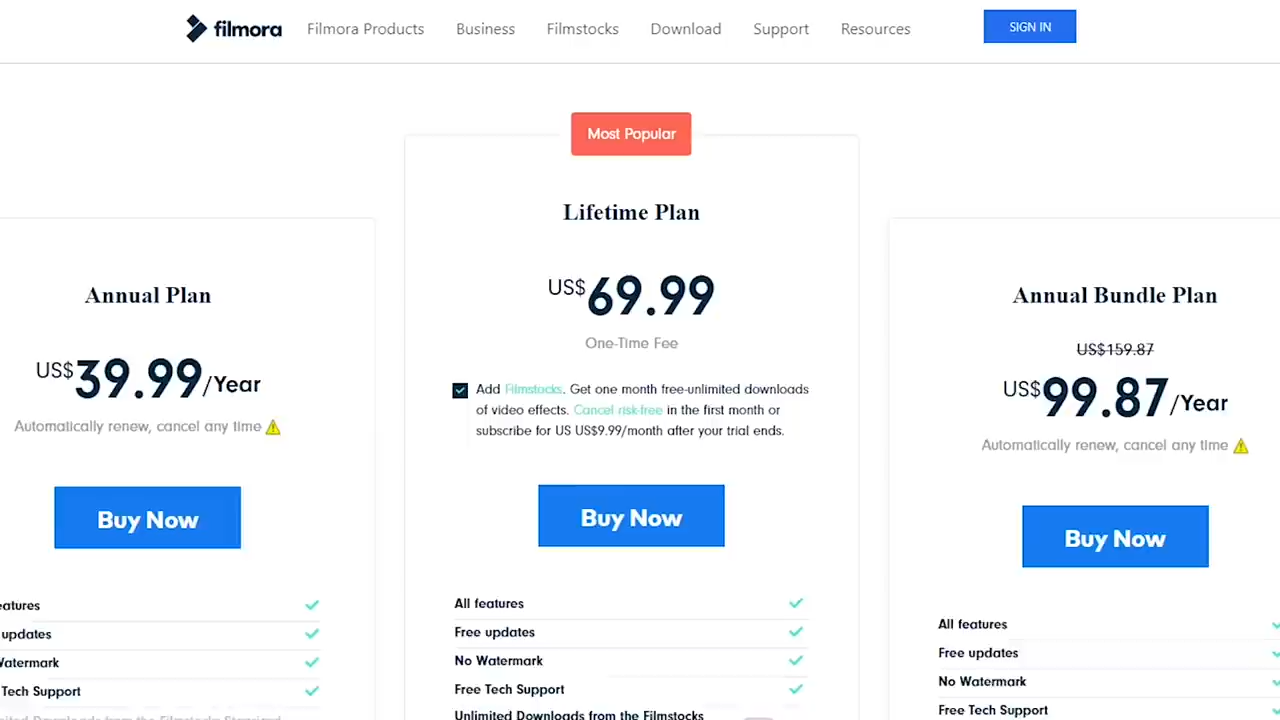 filmora
Filmora Products
Business
Filmstocks
Download
Support
Resources
SIGN IN
Annual Plan
US$39.99/Year
Automatically renew, cancel any time
Buy Now
eatures
updates
Watermark
Tech Support
Most Popular
Lifetime Plan
US$69.99
One-Time Fee
Add Filmstocks. Get one month free-unlimited downloads
of video effects. Cancel risk-free in the first month or
subscribe for US US$9.99/month after your trial ends.
Buy Now
All features
Free updates
No Watermark
Free Tech Support
Unlimited Downloads from the Filmstocks
Annual Bundle Plan
US$159.87
US$99.87/Year
Automatically renew, cancel any time
Buy Now
All features
Free updates
No Watermark
Free Tech Support